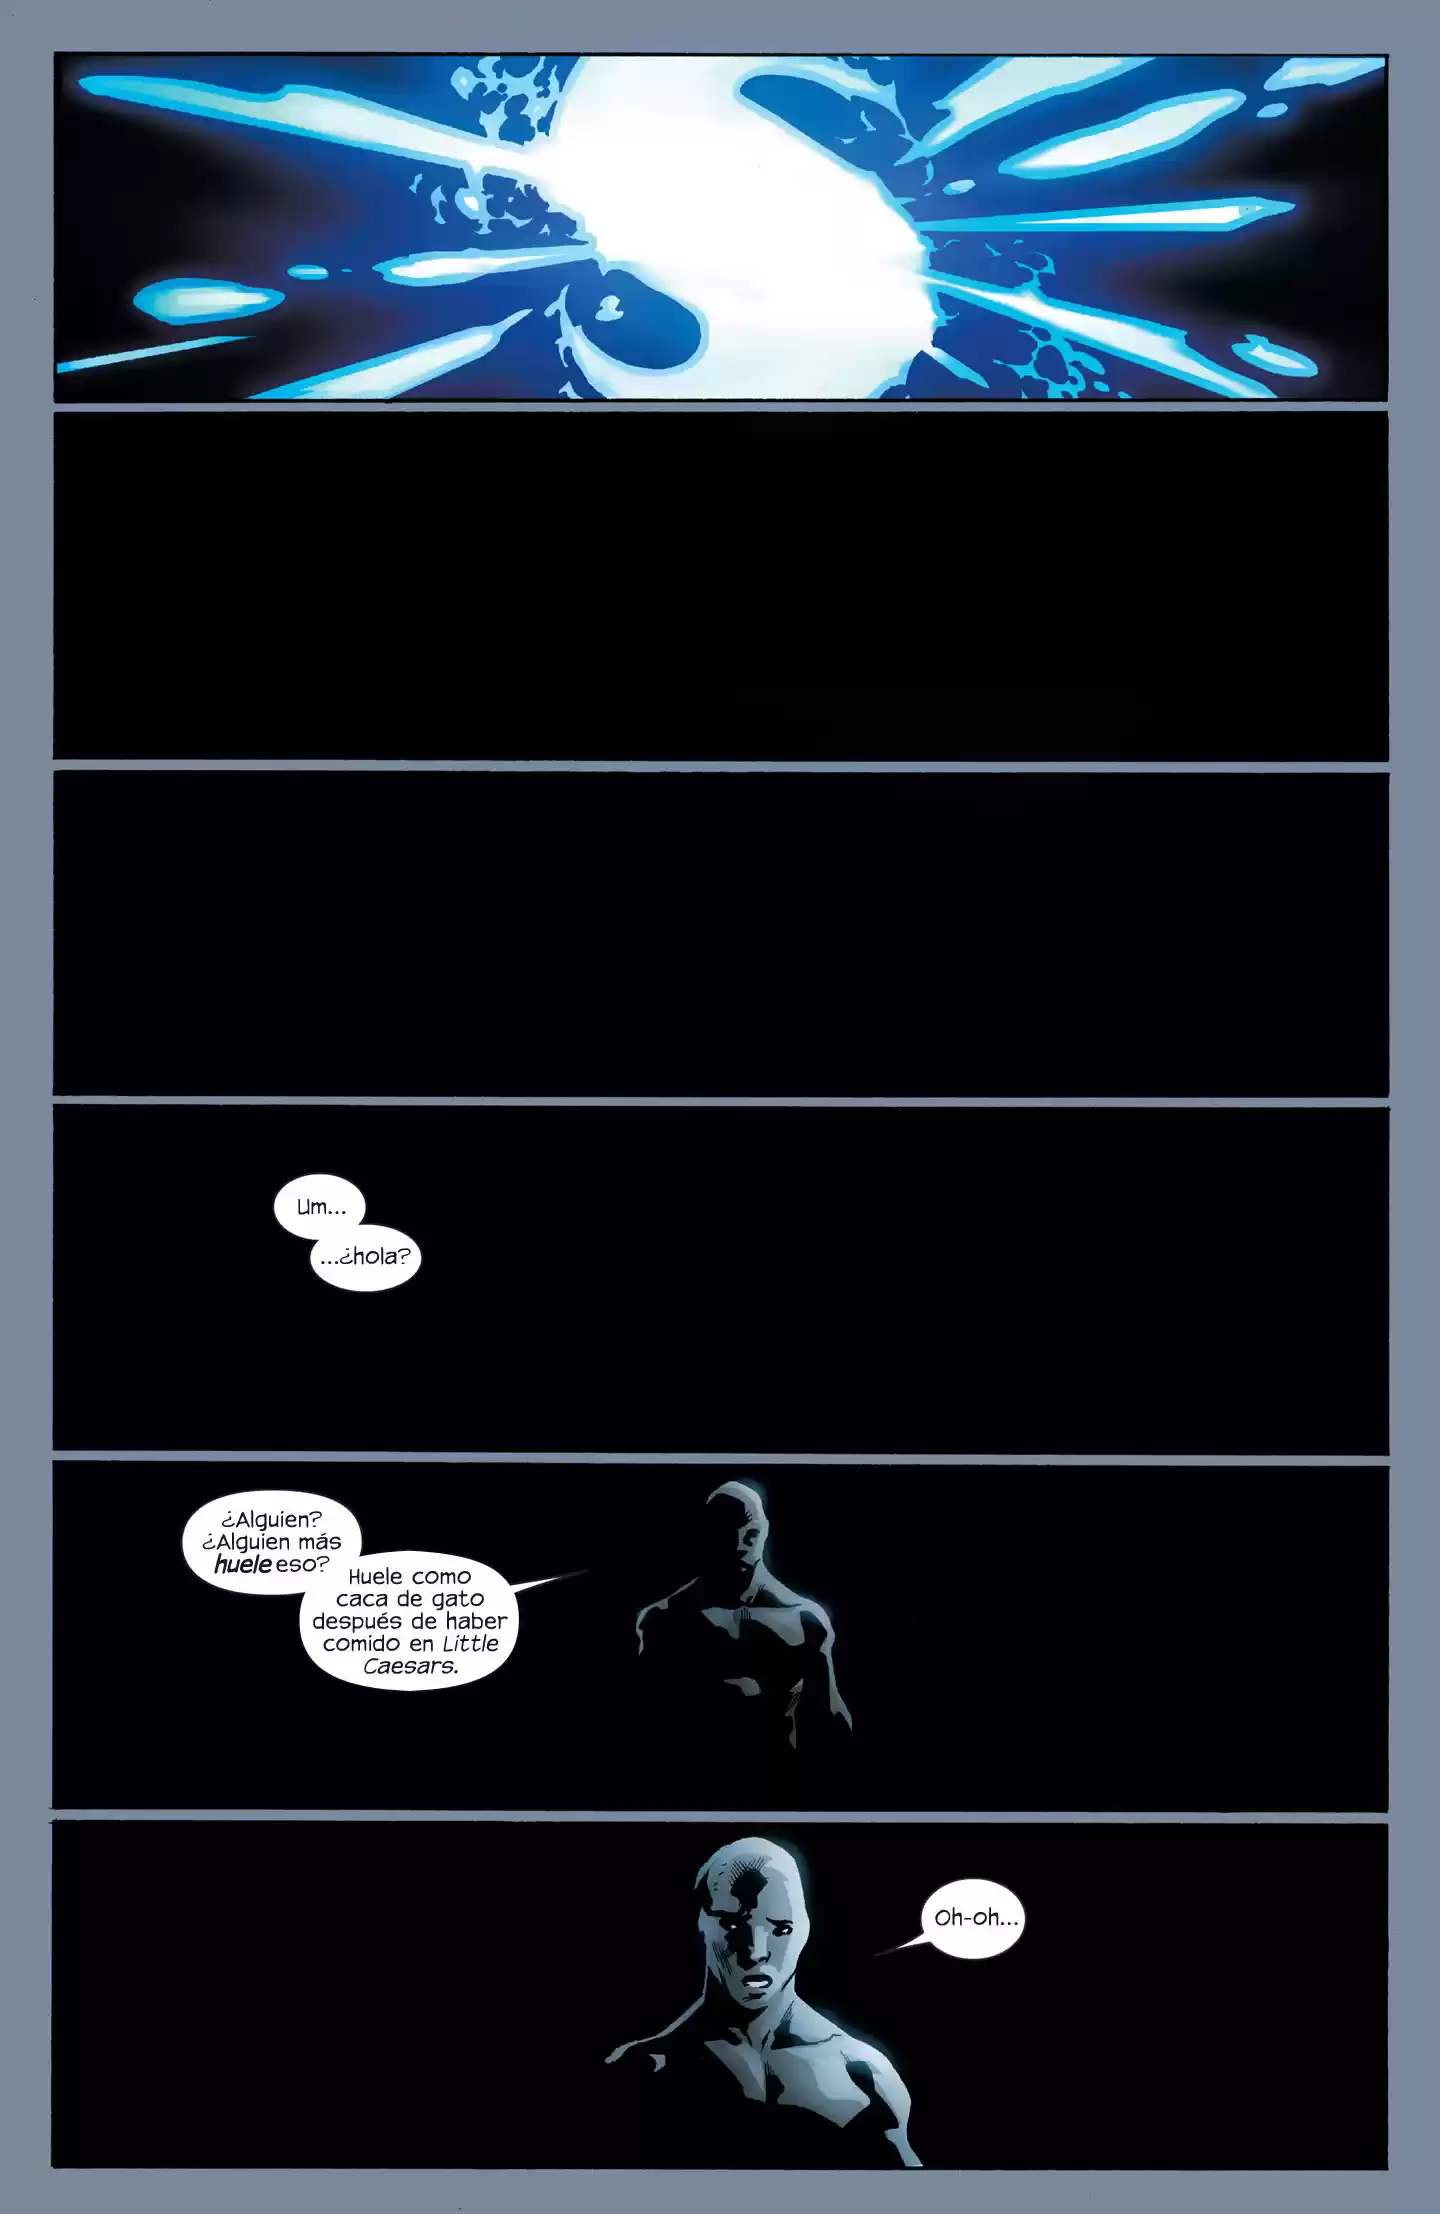 Um...
...¿hola?
¿Alguien?
¿Alguien más
huele eso?
Huele como
caca de gato
después de haber
comido en Little
Caesars.
Oh-oh...